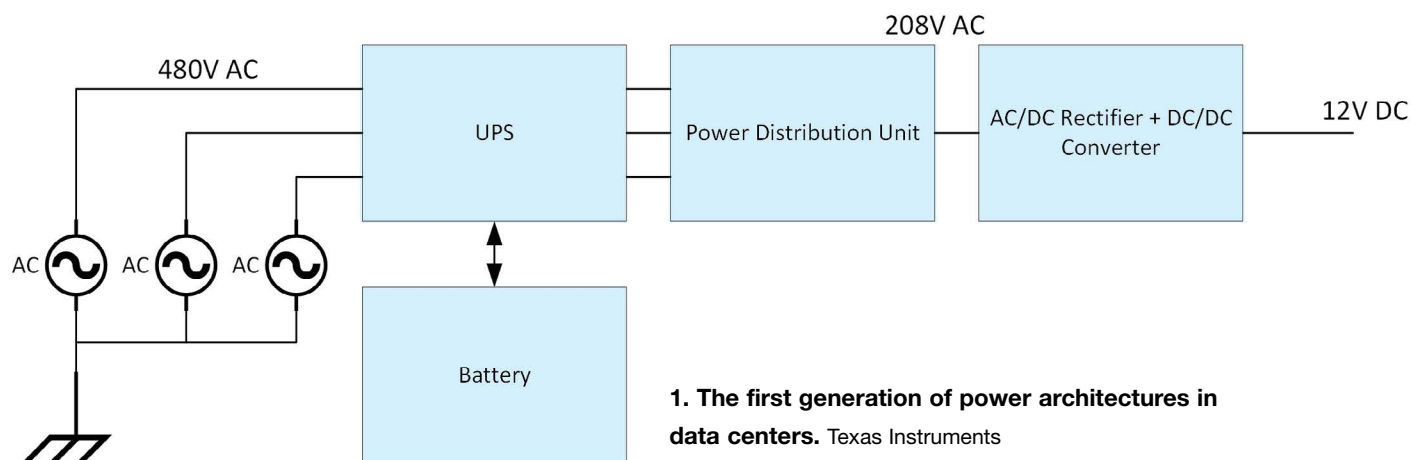 208V AC
480V AC
UPS
Power Distribution Unit
AC/DC Rectifier + DC/DC
Converter
12V DC
AC
AC
AC
Battery
1. The first generation of power architectures in
data centers. Texas Instruments